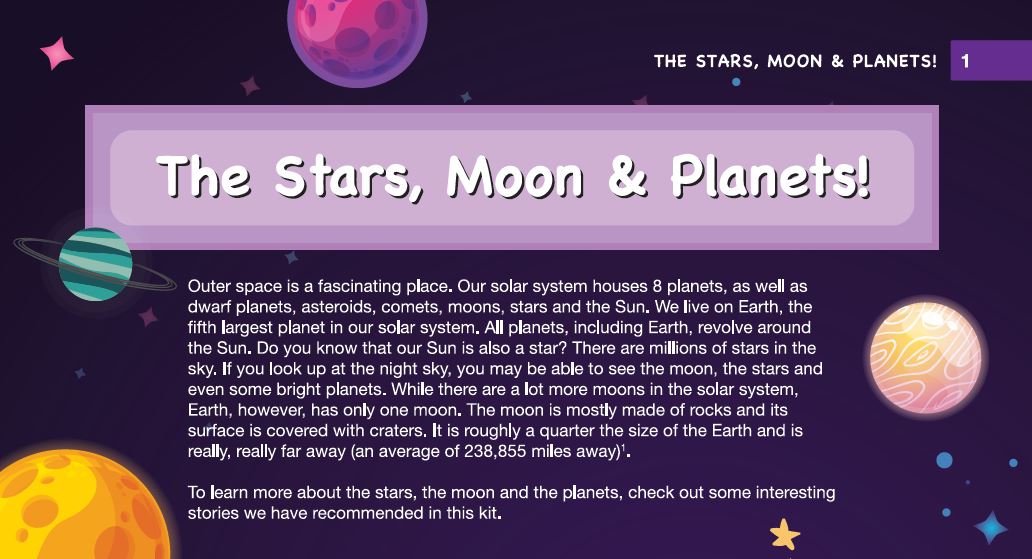 THE STARS, MOON & PLANETS! 1
The Stars, Moon & Planets!
Outer space is a fascinating place. Our solar system houses 8 planets, as well as
dwarf planets, asteroids, comets, moons, stars and the Sun. We live on Earth, the
fifth largest planet in our solar system. All planets, including Earth, revolve around
the Sun. Do you know that our Sun is also a star? There are millions of stars in the
sky. If you look up at the night sky, you may be able to see the moon, the stars and
even some bright planets. While there are a lot more moons in the solar system,
Earth, however, has only one moon. The moon is mostly made of rocks and its
surface is covered with craters. It is roughly a quarter the size of the Earth and is
really, really far away (an average of 238,855 miles away)¹.
To learn more about the stars, the moon and the planets, check out some interesting
stories we have recommended in this kit.